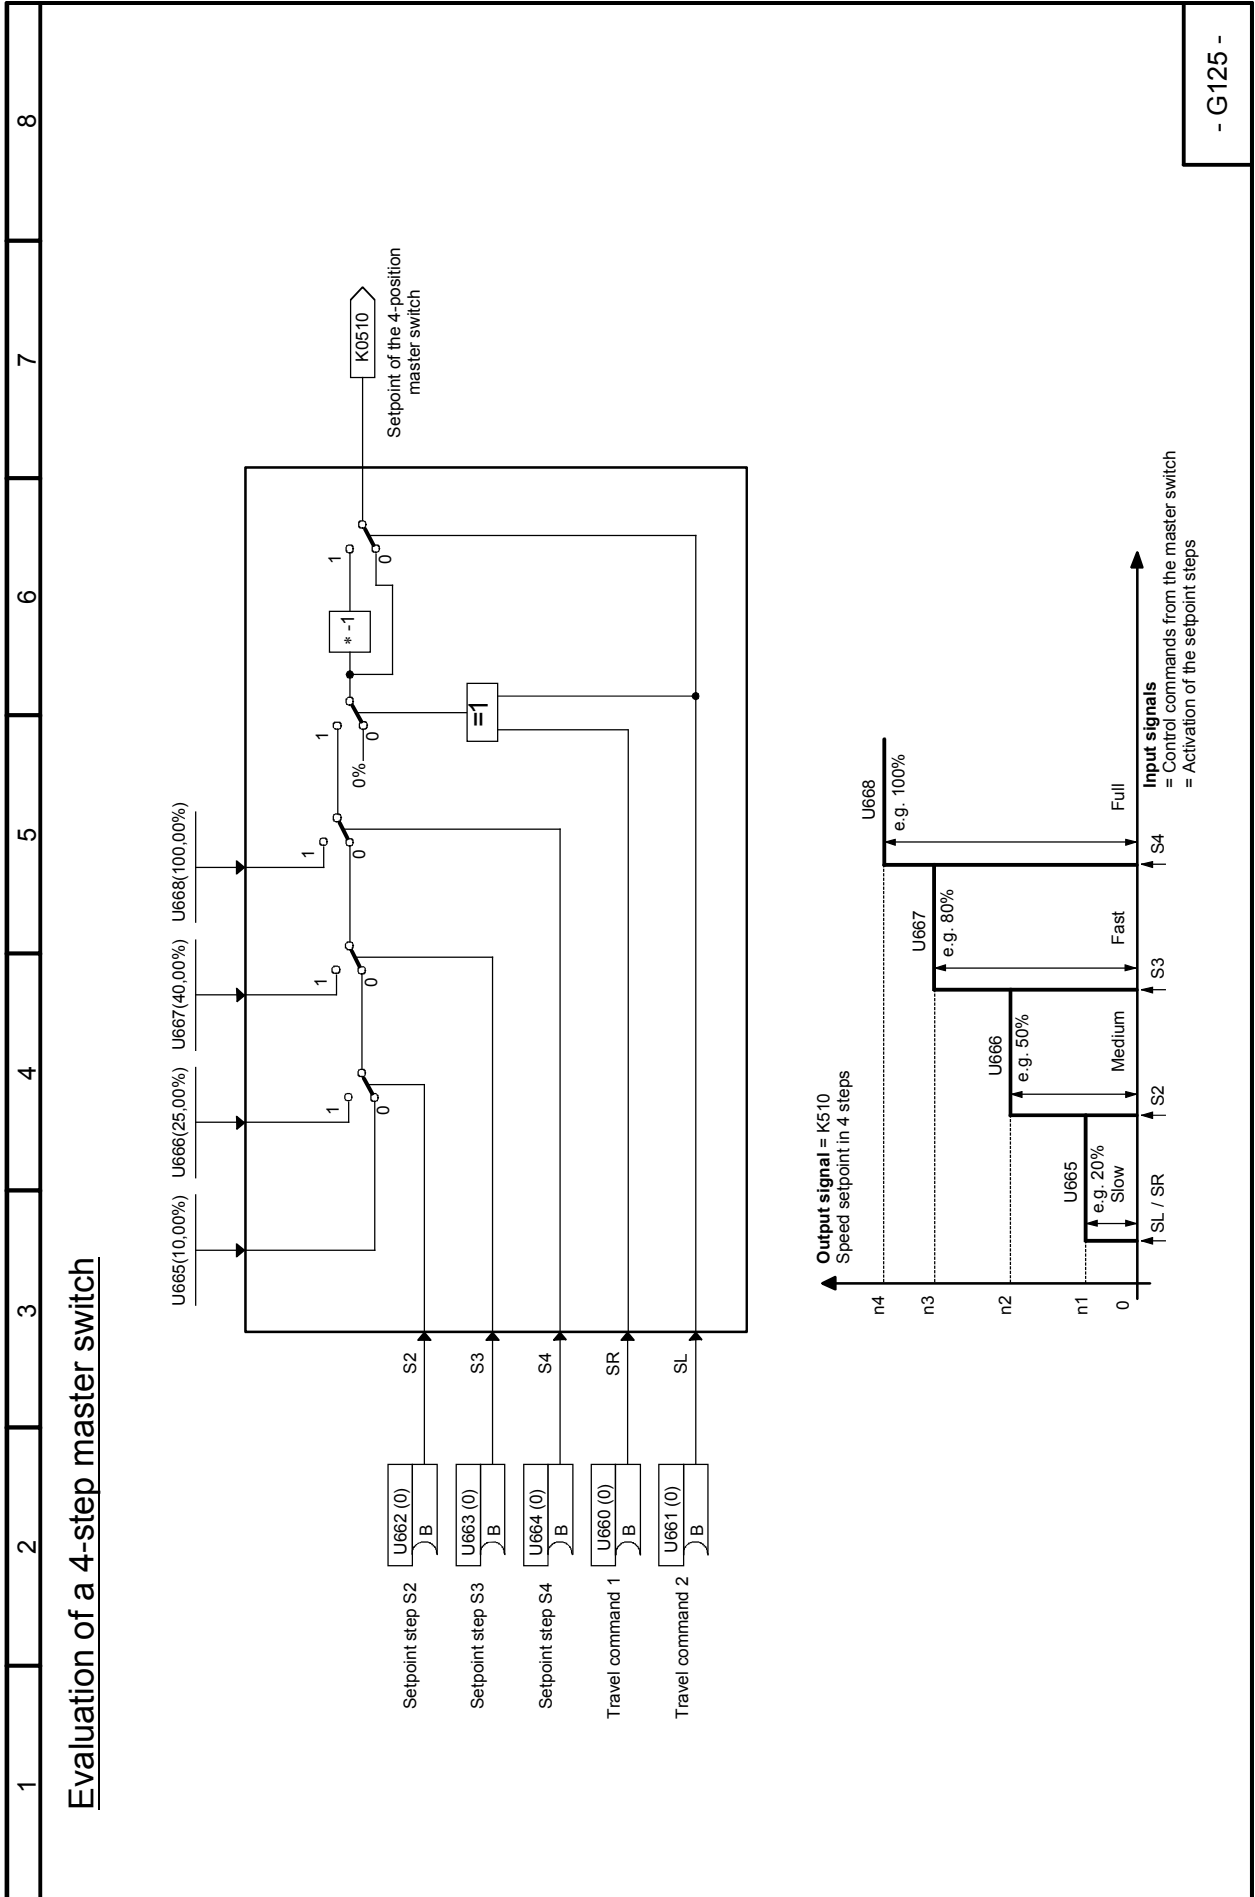 1 2 3 4 5 6 7 8
Evaluation of a 4-step master switch
U665(10,00%) U666(25,00%) U667(40,00%) U668(100,00%)
1
0
1
0
1
0
1
0
0%
* -1
1
0
=1
K0510
Setpoint of the 4-position
master switch
Setpoint step S2
U662 (0)
B
S2
Setpoint step S3
U663 (0)
B
S3
Setpoint step S4
U664 (0)
B
S4
Travel command 1
U660 (0)
B
SR
Travel command 2
U661 (0)
B
SL
Output signal = K510
Speed setpoint in 4 steps
n4
n3
n2
n1
0
U668
e.g. 100%
U667
e.g. 80%
U666
e.g. 50%
U665
e.g. 20%
Slow
Medium
Fast
Full
SL / SR
S2
S3
S4
Input signals
= Control commands from the master switch
= Activation of the setpoint steps
- G125 -